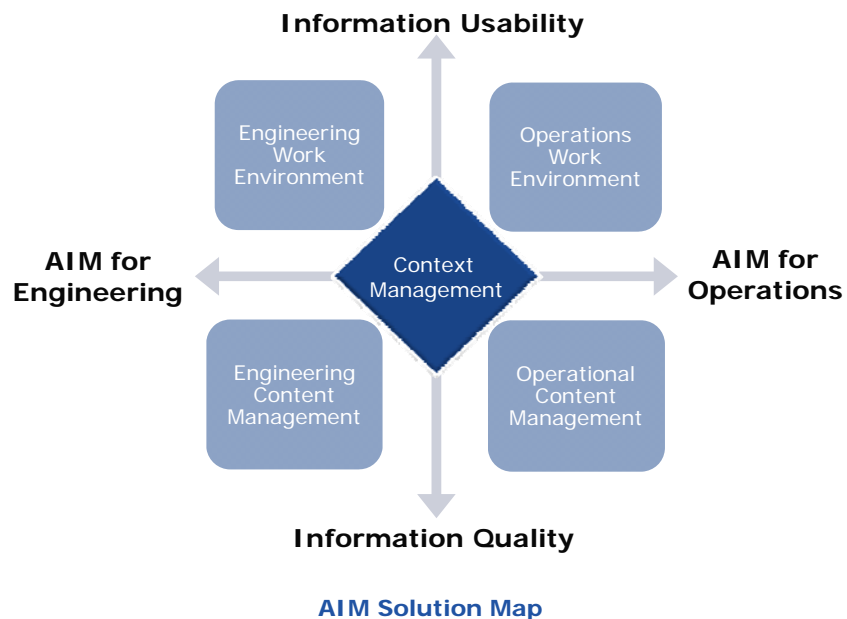 Information Usability
Engineering
Work
Environment
Operations
Work
Environment
AIM for
Engineering
Context
Management
AIM for
Operations
Engineering
Content
Management
Operational
Content
Management
Information Quality
AIM Solution Map